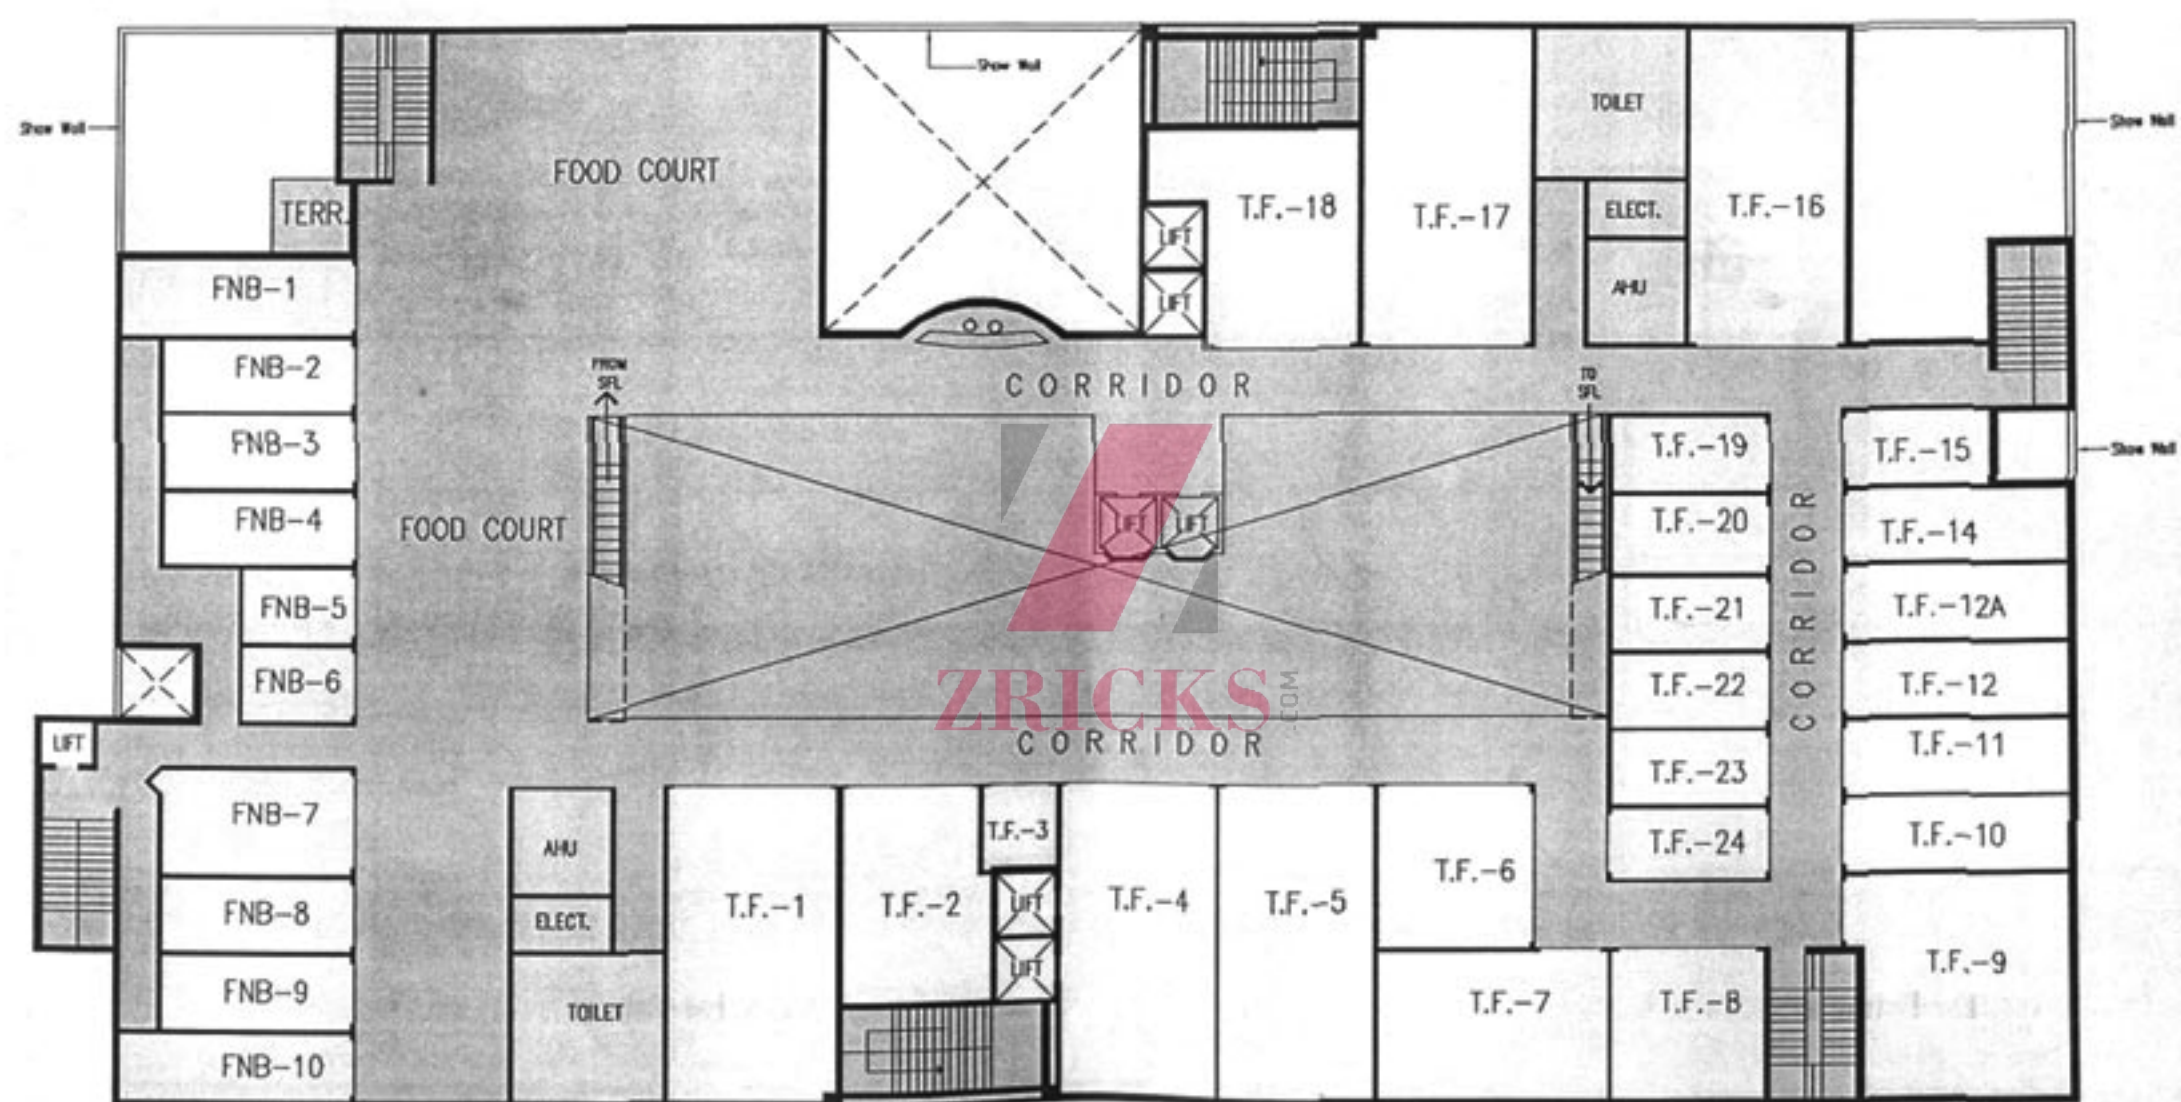 Show Wall
Show Wall
Show Wall
FOOD COURT
TOILET
TERR.
T.F.-18
T.F.-17
ELECT.
T.F.-16
LIFT
FNB-1
AHU
LIFT
FNB-2
FROM
SFL
CORRIDOR
TO
SFL
FNB-3
T.F.-19
T.F.-15
Show Wall
FNB-4
FOOD COURT
LIFT
LIFT
T.F.-20
CORRIDOR
T.F.-14
FNB-5
T.F.-21
T.F.-12A
FNB-6
T.F.-22
T.F.-12
ZRICKS
.COM
LIFT
CORRIDOR
T.F.-11
FNB-7
T.F.-23
AHU
T.F.-3
T.F.-24
T.F.-10
T.F.-6
FNB-8
ELECT.
T.F.-1
T.F.-2
LIFT
T.F.-4
T.F.-5
FNB-9
LIFT
T.F.-9
TOILET
T.F.-7
T.F.-8
FNB-10